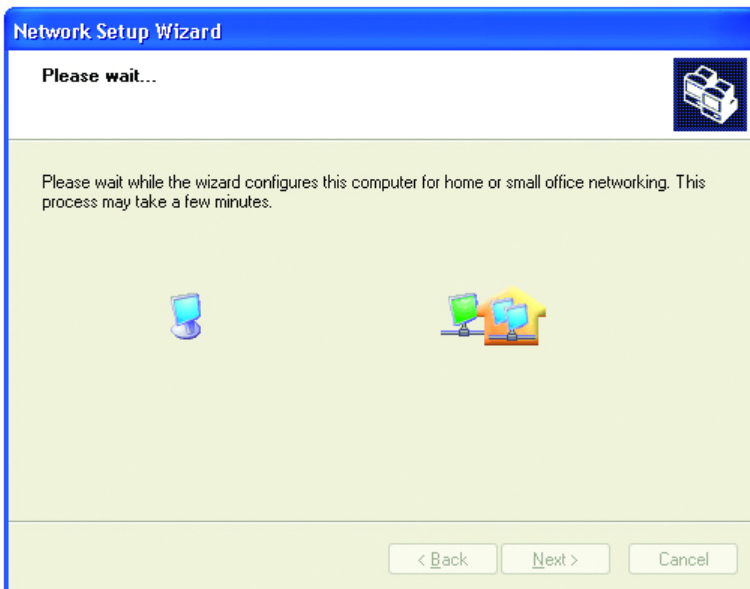 Network Setup Wizard
Please wait...
Please wait while the wizard configures this computer for home or small office networking. This
process may take a few minutes.
< Back
Next >
Cancel